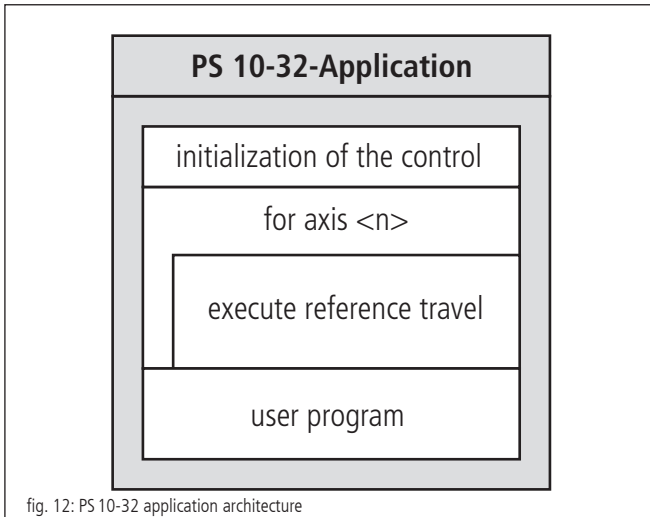 PS 10-32-Application
initialization of the control
for axis <n>
execute reference travel
user program
fig. 12: PS 10-32 application architecture